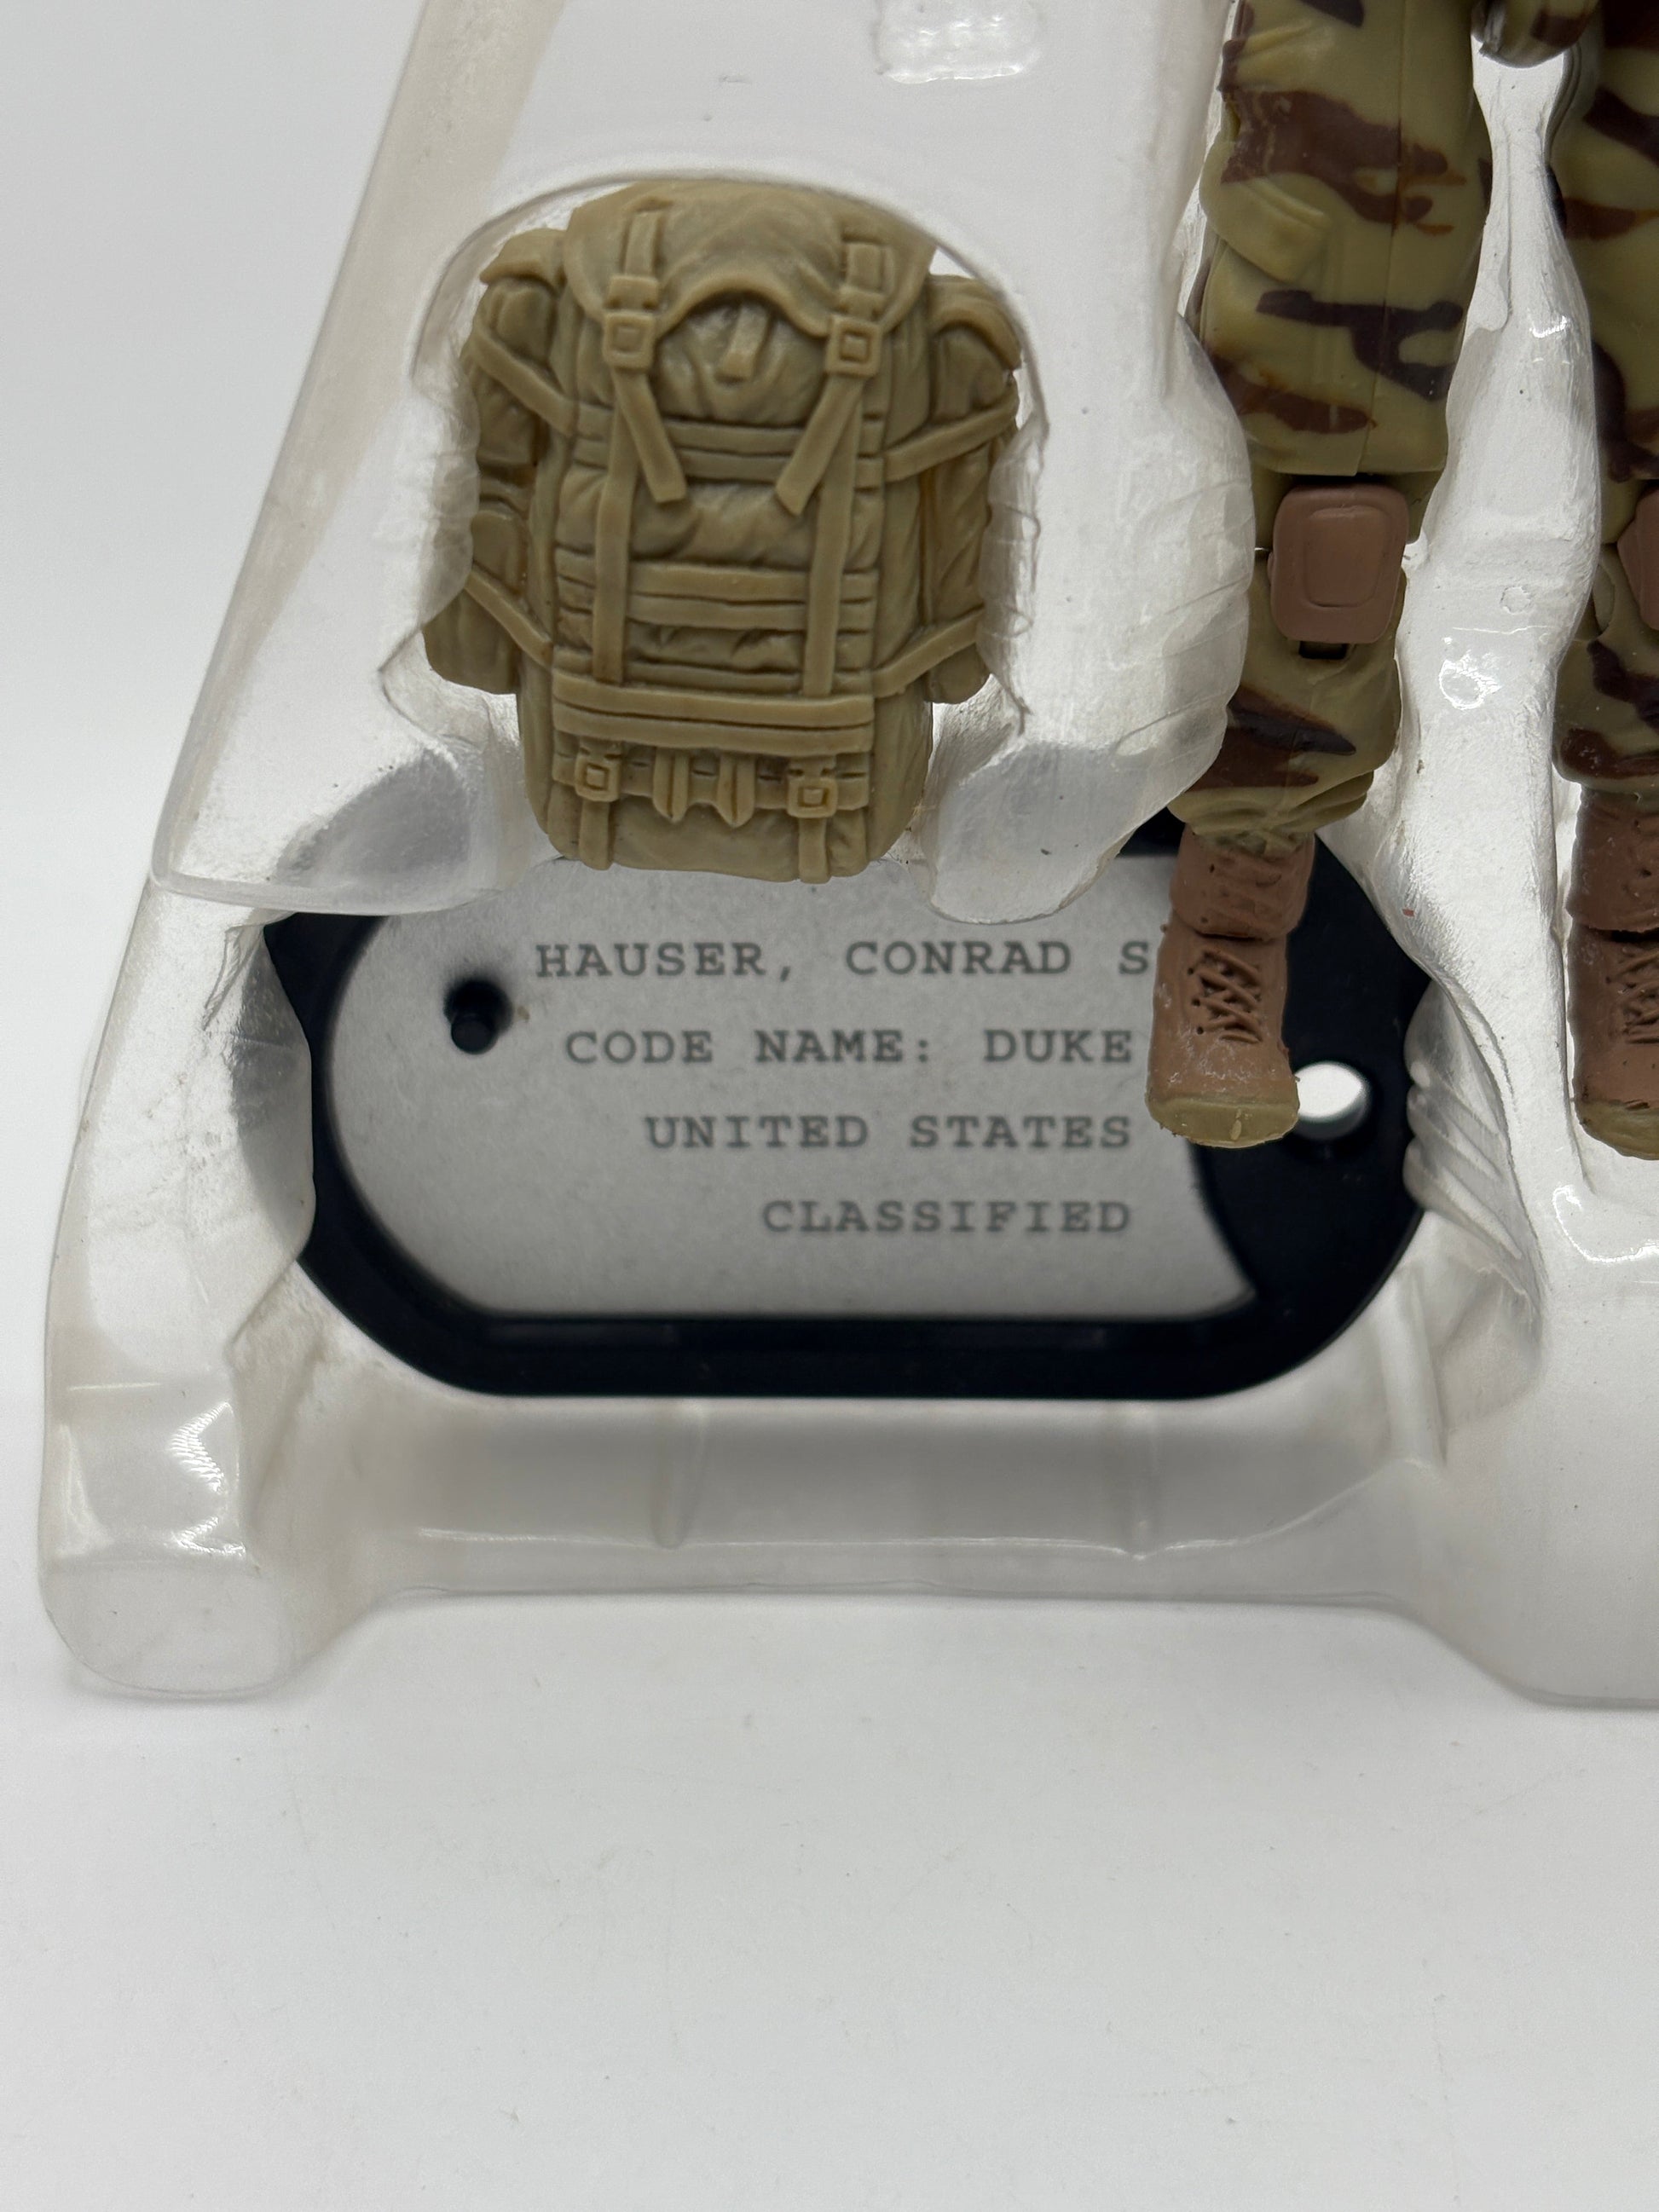 HAUSER, CONRAD S
CODE NAME: DUKE
UNITED STATES
CLASSIFIED